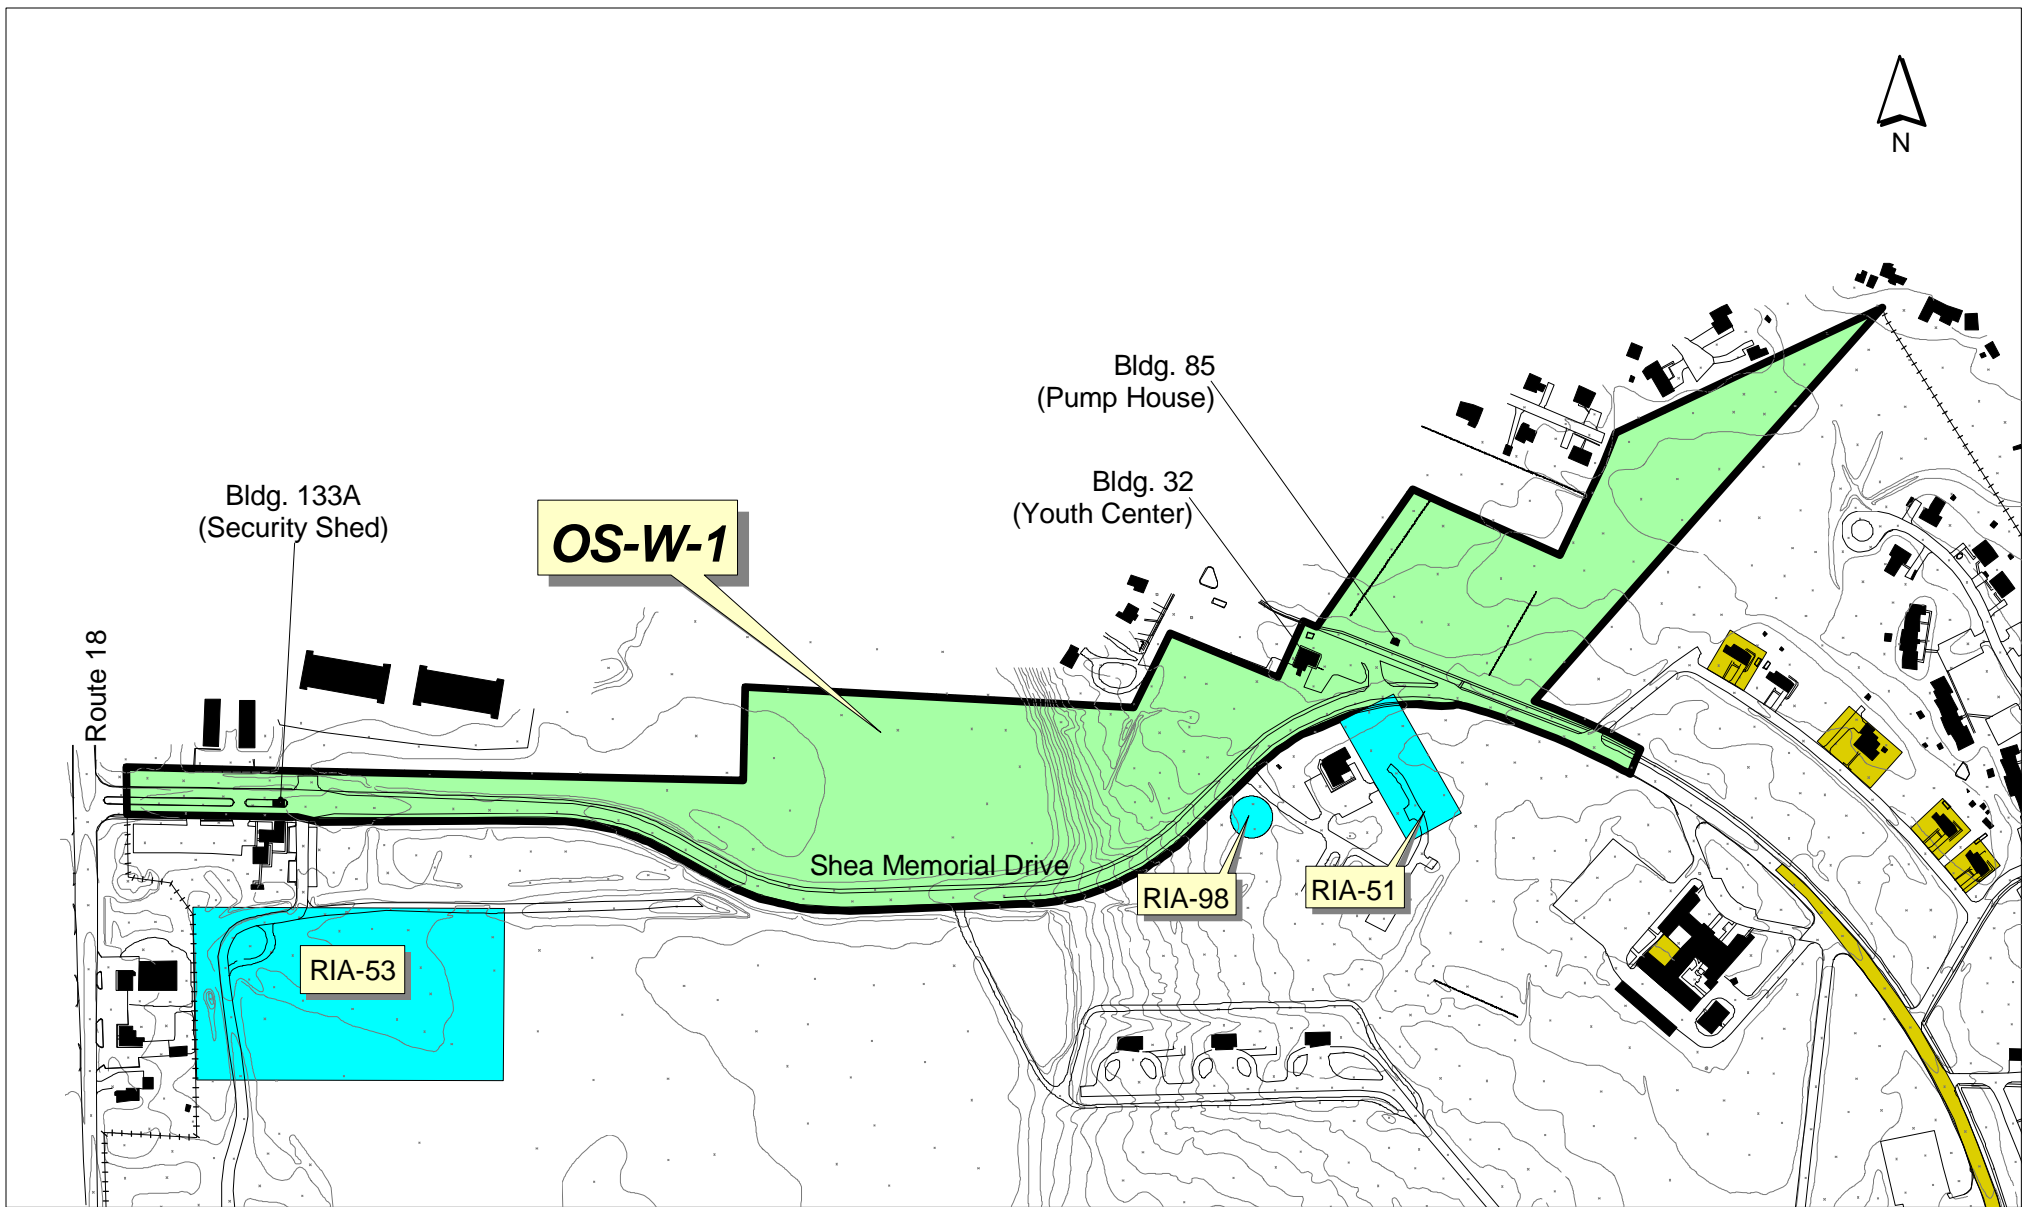 N
Bldg. 85
(Pump House)
Bldg. 32
(Youth Center)
Bldg. 133A
(Security Shed)
OS-W-1
Route 18
Shea Memorial Drive
RIA-98
RIA-51
RIA-53